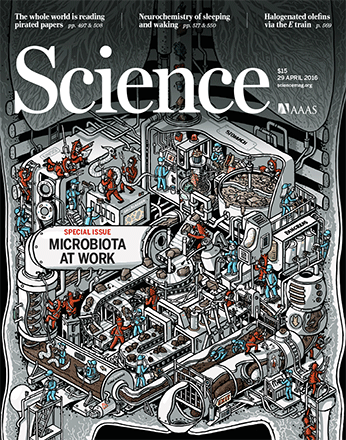 The whole world is reading
pirated papers pp. 497 & 508
Neurochemistry of sleeping
and waking pp. 517 & 550
Halogenated olefins
via the E train p. 569
Science
$15
29 APRIL 2016
sciencemag.org
AAAS
STOMACH
SPECIAL ISSUE
MICROBIOTA
AT WORK